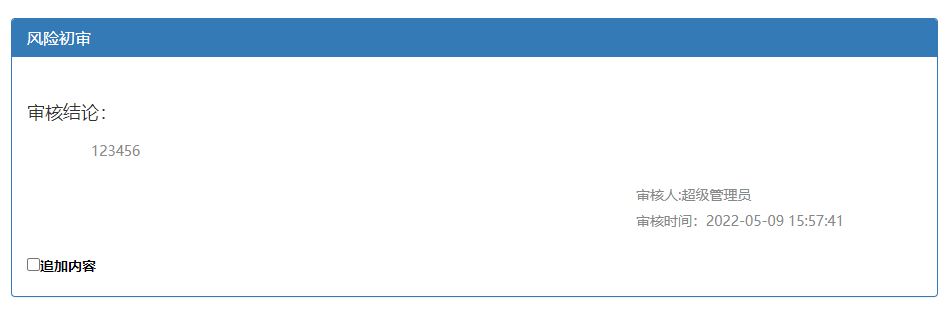 风险初审
审核结论：
123456
审核人:超级管理员
审核时间：2022-05-09 15:57:41
追加内容